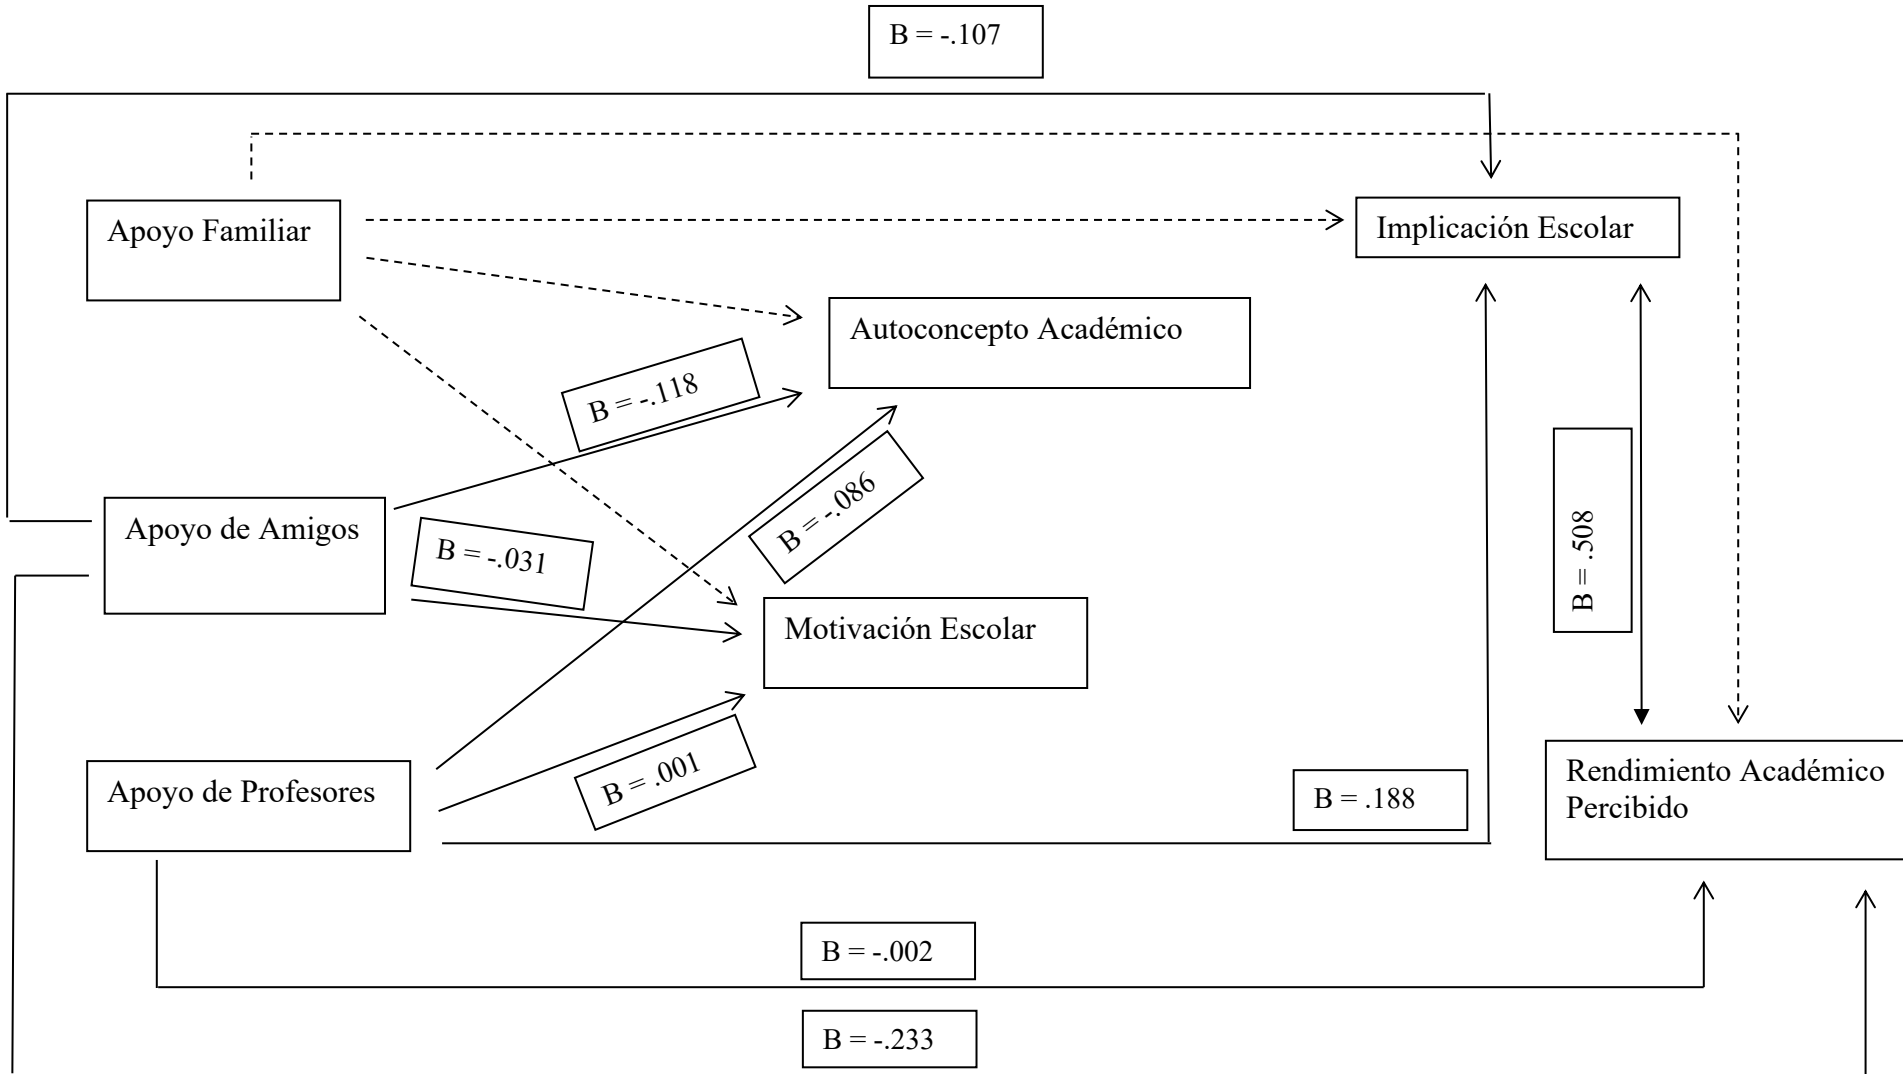 B = -.107
Apoyo Familiar
Implicación Escolar
Autoconcepto Académico
B = -.118
B = -.086
Apoyo de Amigos
B = -.031
B = .508
Motivación Escolar
B = .001
Apoyo de Profesores
B = .188
Rendimiento Académico
Percibido
B = -.002
B = -.233